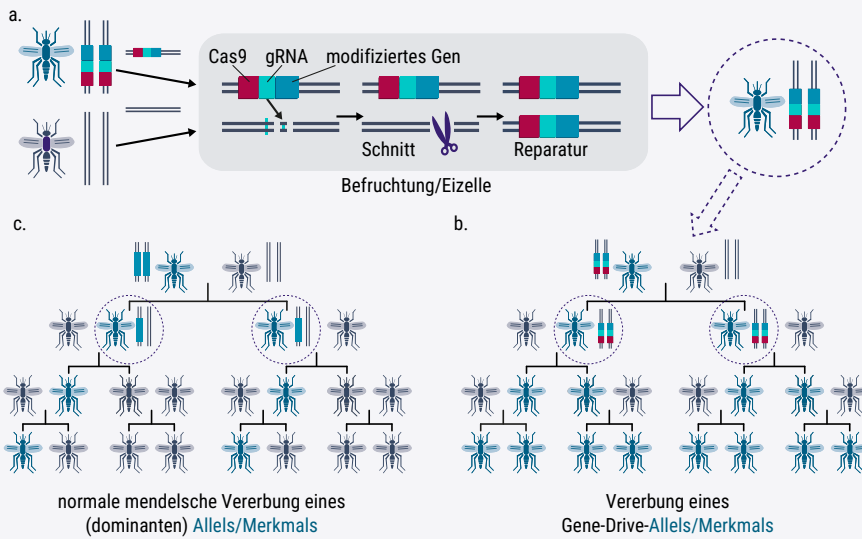 a.
Cas9 gRNA modifiziertes Gen
Schnitt Reparatur
Befruchtung/Eizelle
c.
b.
normale mendelsche Vererbung eines
(dominanten) Allels/Merkmals
Vererbung eines
Gene-Drive-Allels/Merkmals